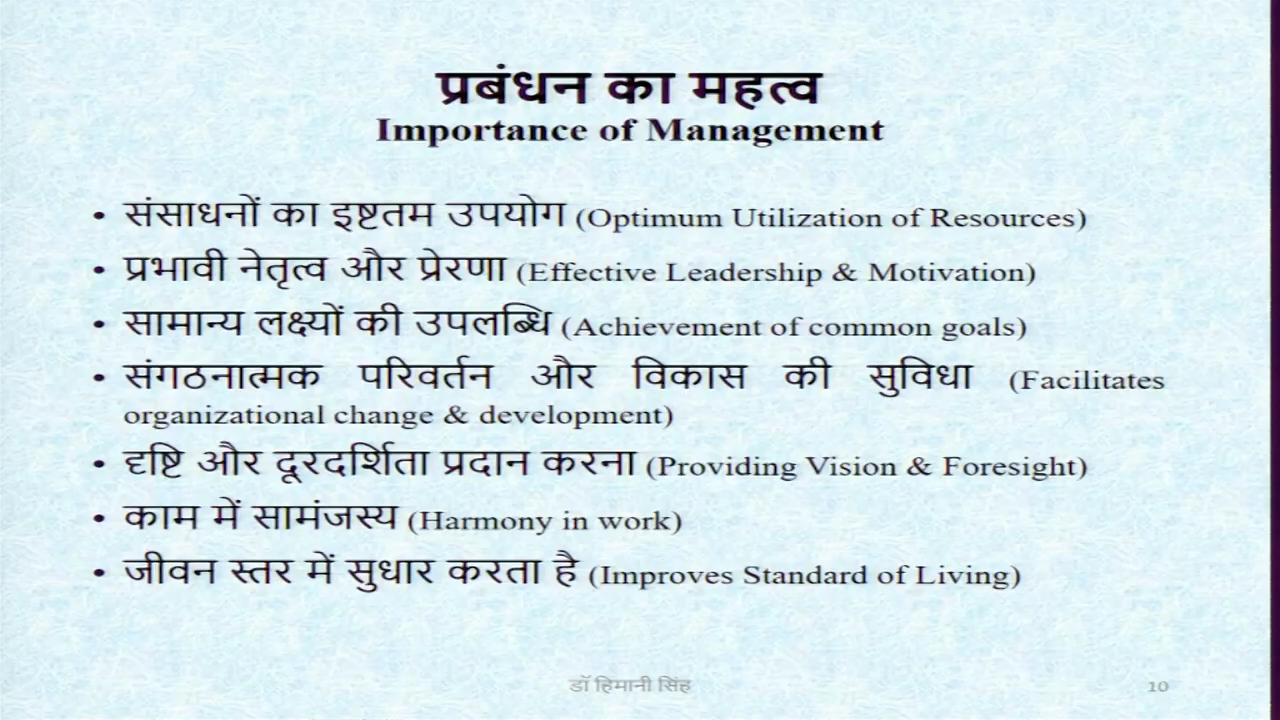 प्रबंधन का महत्व
Importance of Management
• संसाधनों का इष्टतम उपयोग (Optimum Utilization of Resources)
• प्रभावी नेतृत्व और प्रेरणा (Effective Leadership & Motivation)
• सामान्य लक्ष्यों की उपलब्धि (Achievement of common goals)
• संगठनात्मक परिवर्तन और विकास की सुविधा (Facilitates
organizational change & development)
• दृष्टि और दूरदर्शिता प्रदान करना (Providing Vision & Foresight)
• काम में सामंजस्य (Harmony in work)
• जीवन स्तर में सुधार करता है (Improves Standard of Living)
डॉ हिमानी सिंह
10